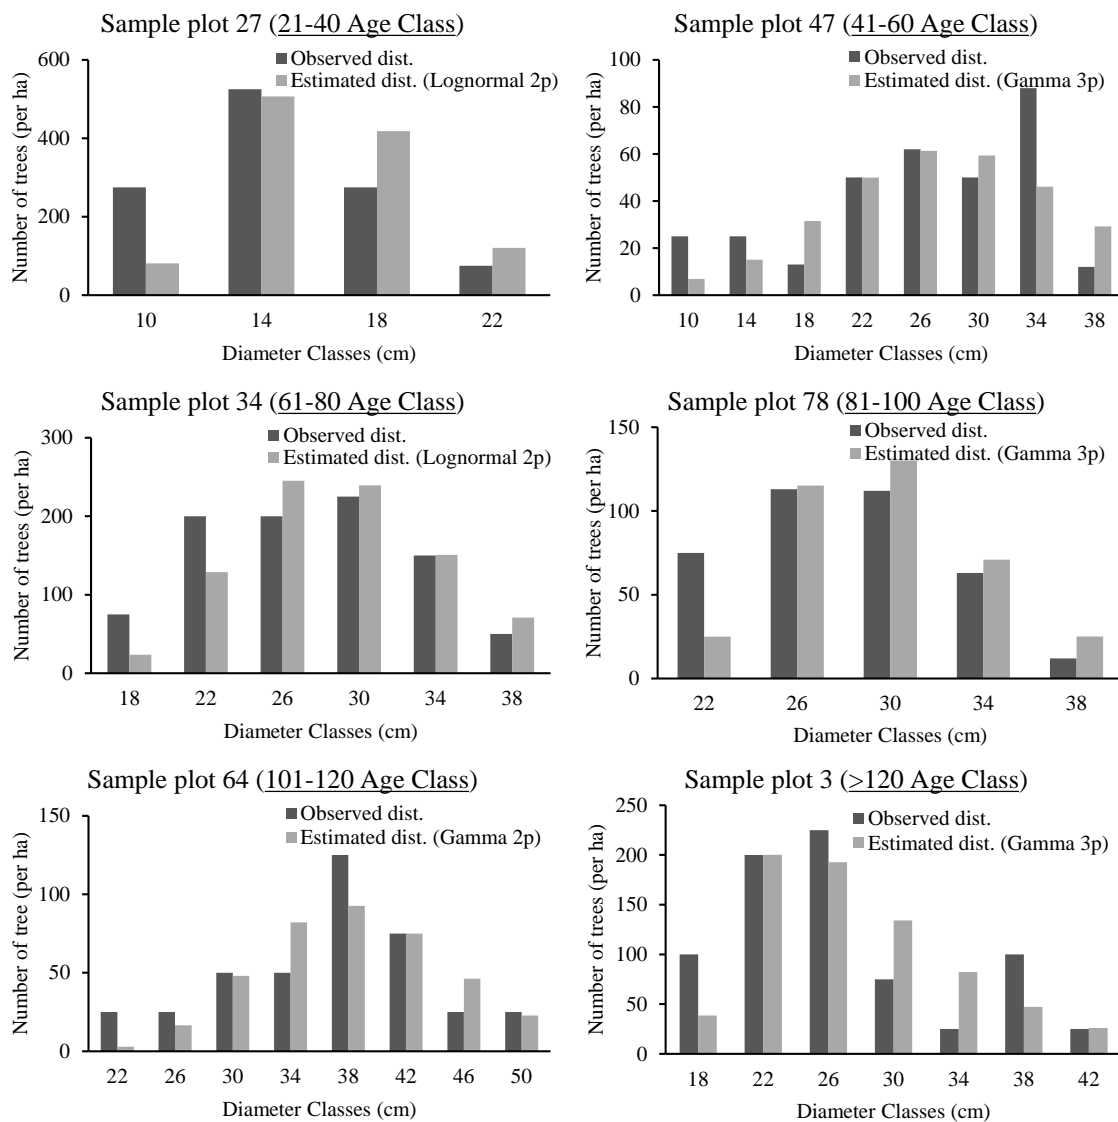 Sample plot 27 (21-40 Age Class)
Observed dist.
Estimated dist. (Lognormal 2p)
Number of trees (per ha)
600
400
200
0
10 14 18 22
Diameter Classes (cm)
Sample plot 47 (41-60 Age Class)
Observed dist.
Estimated dist. (Gamma 3p)
Number of trees (per ha)
100
80
60
40
20
0
10 14 18 22 26 30 34 38
Diameter Classes (cm)
Sample plot 34 (61-80 Age Class)
Observed dist.
Estimated dist. (Lognormal 2p)
Number of trees (per ha)
300
200
100
0
18 22 26 30 34 38
Diameter Classes (cm)
Sample plot 78 (81-100 Age Class)
Observed dist.
Estimated dist. (Gamma 3p)
Number of trees (per ha)
150
100
50
0
22 26 30 34 38
Diameter Classes (cm)
Sample plot 64 (101-120 Age Class)
Observed dist.
Estimated dist. (Gamma 2p)
Number of tree (per ha)
150
100
50
0
22 26 30 34 38 42 46 50
Diameter Classes (cm)
Sample plot 3 (>120 Age Class)
Observed dist.
Estimated dist. (Gamma 3p)
Number of trees (per ha)
250
200
150
100
50
0
18 22 26 30 34 38 42
Diameter Classes (cm)